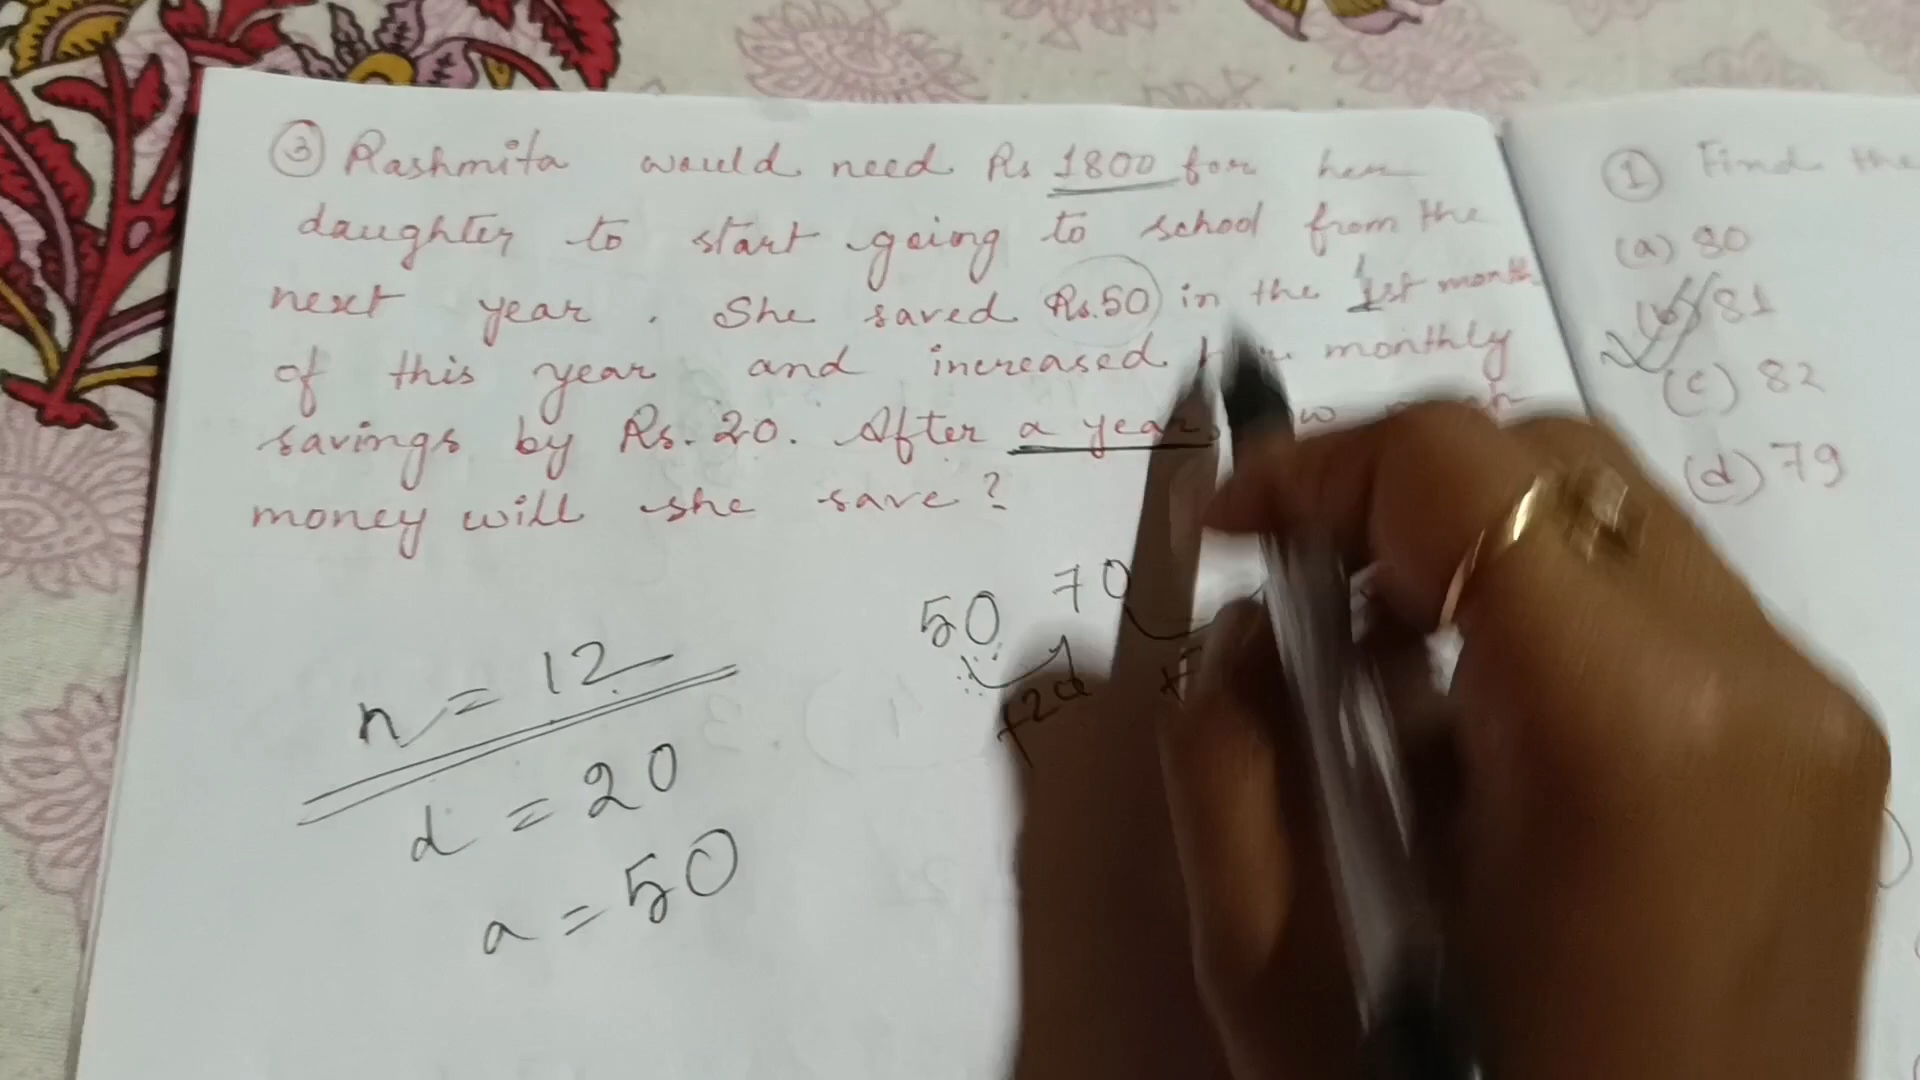 ③ Rashmita would need Rs 1800 for her
daughter to start going to school from the
next year. She saved Rs.50 in the 1st month
of this year and increased monthly
savings by Rs. 20. After a year
money will she save?
50 70
+20
n = 12
d = 20
a = 50
① Find the
(a) 80
(b) 81
(c) 82
(d) 79